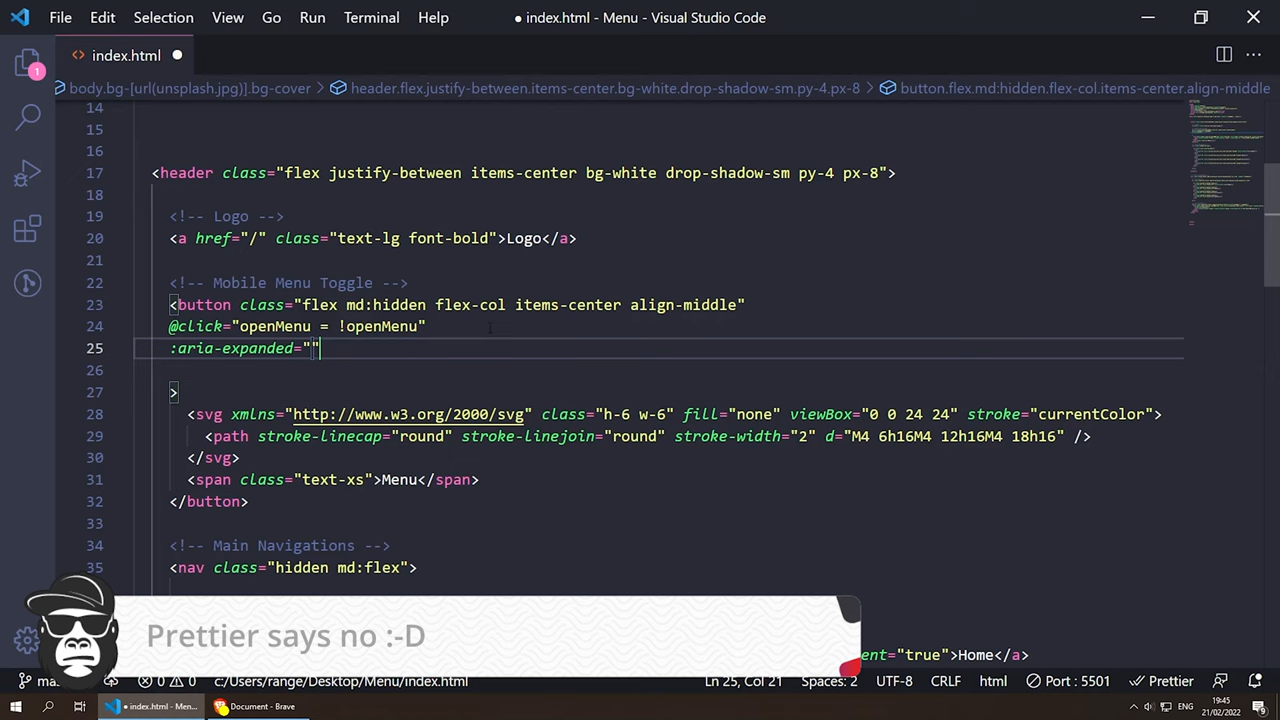 File Edit Selection View Go Run Terminal Help
● index.html - Menu - Visual Studio Code
<> index.html ●
1
body.bg-[url(unsplash.jpg)].bg-cover > header.flex.justify-between.items-center.bg-white.drop-shadow-sm.py-4.px-8 > button.flex.md:hidden.flex-col.items-center.align-middle
14
15
16
17 <header class="flex justify-between items-center bg-white drop-shadow-sm py-4 px-8">
18
19 <!-- Logo -->
20 <a href="/" class="text-lg font-bold">Logo</a>
21
22 <!-- Mobile Menu Toggle -->
23 <button class="flex md:hidden flex-col items-center align-middle"
24 @click="openMenu = !openMenu"
25 :aria-expanded=""
26
27 >
28 <svg xmlns="http://www.w3.org/2000/svg" class="h-6 w-6" fill="none" viewBox="0 0 24 24" stroke="currentColor">
29 <path stroke-linecap="round" stroke-linejoin="round" stroke-width="2" d="M4 6h16M4 12h16M4 18h16" />
30 </svg>
31 <span class="text-xs">Menu</span>
32 </button>
33
34 <!-- Main Navigations -->
35 <nav class="hidden md:flex">
Prettier says no :-D
ent="true">Home</a>
0 0 c:/Users/range/Desktop/Menu/index.html Ln 25, Col 21 Spaces: 2 UTF-8 CRLF html Port : 5501 Prettier
● index.html - Menu - Visual Studio Code
Document - Brave
ENG
19:45
21/02/2022